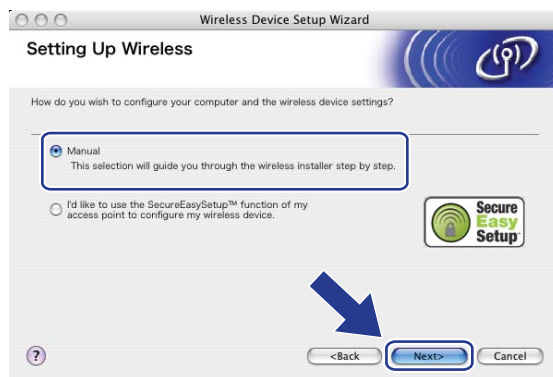 Wireless Device Setup Wizard
Setting Up Wireless
How do you wish to configure your computer and the wireless device settings?
Manual
This selection will guide you through the wireless installer step by step.
I'd like to use the SecureEasySetup™ function of my
access point to configure my wireless device.
Secure
Easy
Setup
?
<Back
Next>
Cancel